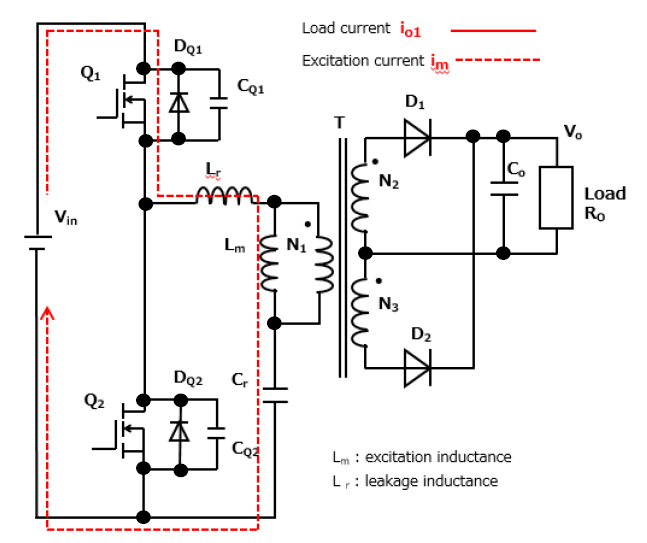 Load current io1
Excitation current im
DQ1
Q1
CQ1
D1
T
Vo
Lr
N2
Co
Load
Ro
Vin
Lm
N1
N3
D2
DQ2
Cr
Q2
CQ2
Lm : excitation inductance
L r : leakage inductance